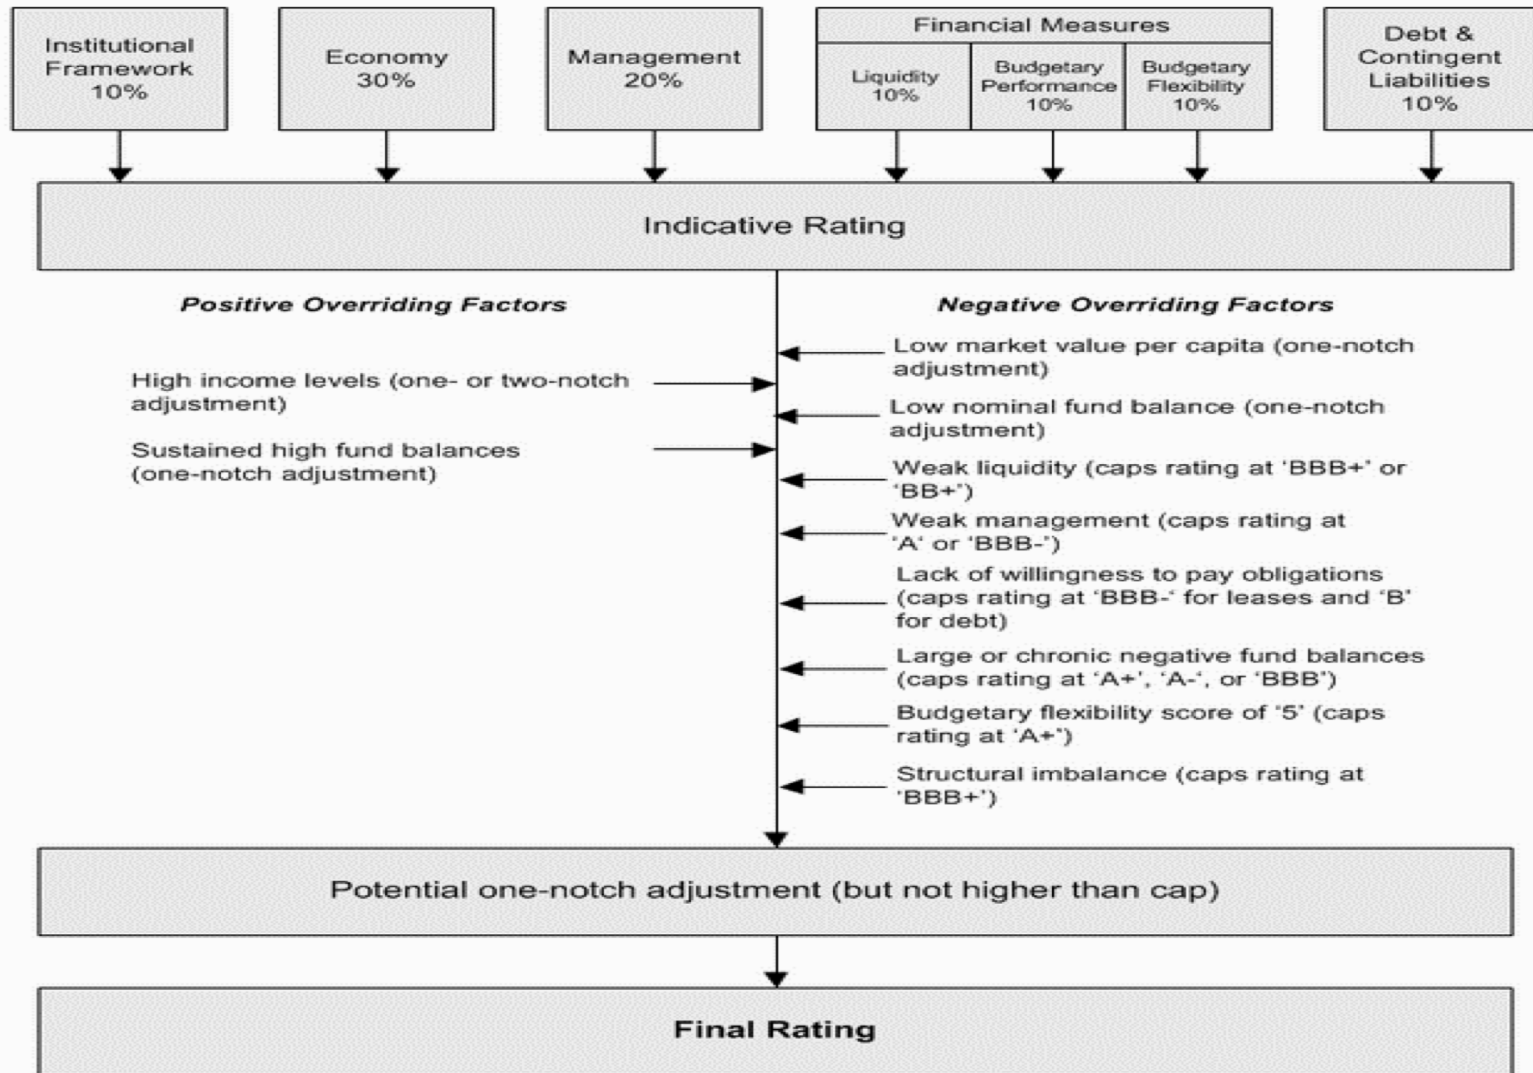 Institutional
Framework
10%
Economy
30%
Management
20%
Financial Measures
Liquidity
10%
Budgetary
Performance
10%
Budgetary
Flexibility
10%
Debt &
Contingent
Liabilities
10%
Indicative Rating
Positive Overriding Factors
High income levels (one- or two-notch
adjustment)
Sustained high fund balances
(one-notch adjustment)
Negative Overriding Factors
Low market value per capita (one-notch
adjustment)
Low nominal fund balance (one-notch
adjustment)
Weak liquidity (caps rating at ‘BBB+’ or
‘BB+’)
Weak management (caps rating at
‘A‘ or ‘BBB-’)
Lack of willingness to pay obligations
(caps rating at ‘BBB-‘ for leases and ‘B’
for debt)
Large or chronic negative fund balances
(caps rating at ‘A+’, ‘A-‘, or ‘BBB’)
Budgetary flexibility score of ‘5’ (caps
rating at ‘A+’)
Structural imbalance (caps rating at
‘BBB+’)
Potential one-notch adjustment (but not higher than cap)
Final Rating